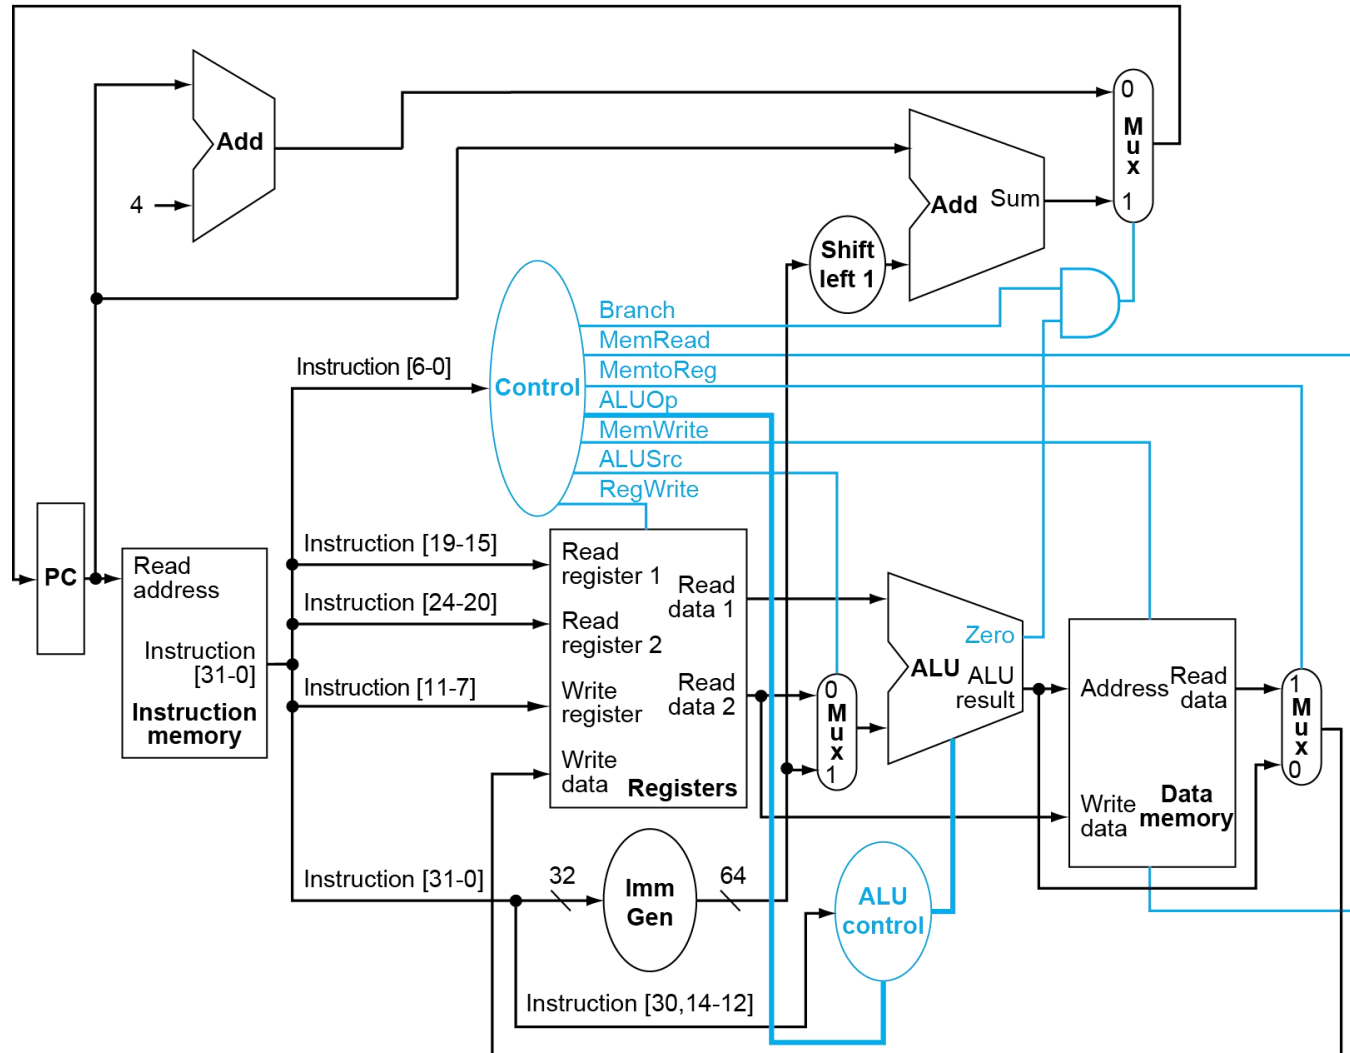 Add
4
0
Mux
1
Add Sum
Shift
left 1
Branch
MemRead
MemtoReg
ALUOp
MemWrite
ALUSrc
RegWrite
Control
Instruction [6-0]
PC
Read
address
Instruction
[31-0]
Instruction
memory
Instruction [19-15]
Instruction [24-20]
Instruction [11-7]
Instruction [31-0]
Read
register 1
Read
register 2
Write
register
Write
data
Read
data 1
Read
data 2
Registers
0
Mux
1
Zero
ALU
ALU
result
Address
Read
data
Write
data
Data
memory
1
Mux
0
32
Imm
Gen
64
ALU
control
Instruction [30,14-12]